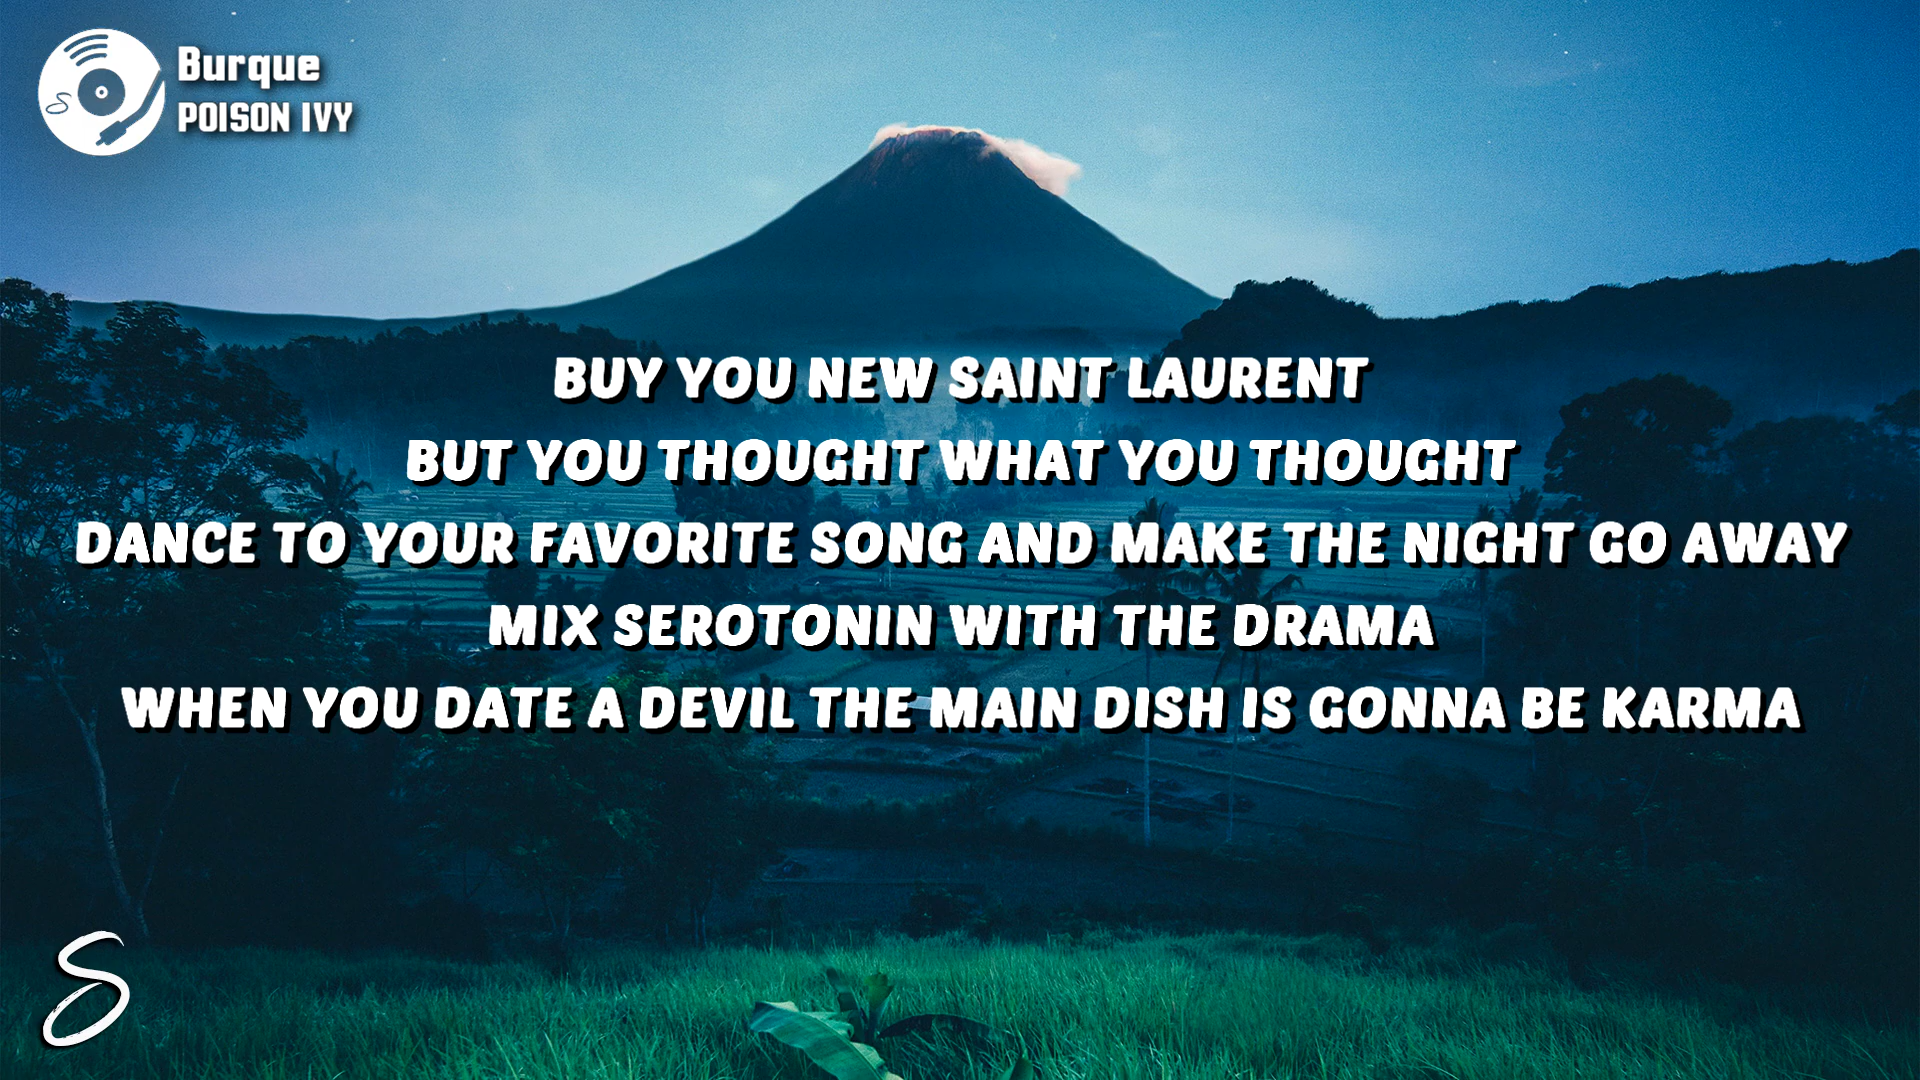 Burque
POISON IVY
BUY YOU NEW SAINT LAURENT
BUT YOU THOUGHT WHAT YOU THOUGHT
DANCE TO YOUR FAVORITE SONG AND MAKE THE NIGHT GO AWAY
MIX SEROTONIN WITH THE DRAMA
WHEN YOU DATE A DEVIL THE MAIN DISH IS GONNA BE KARMA
S